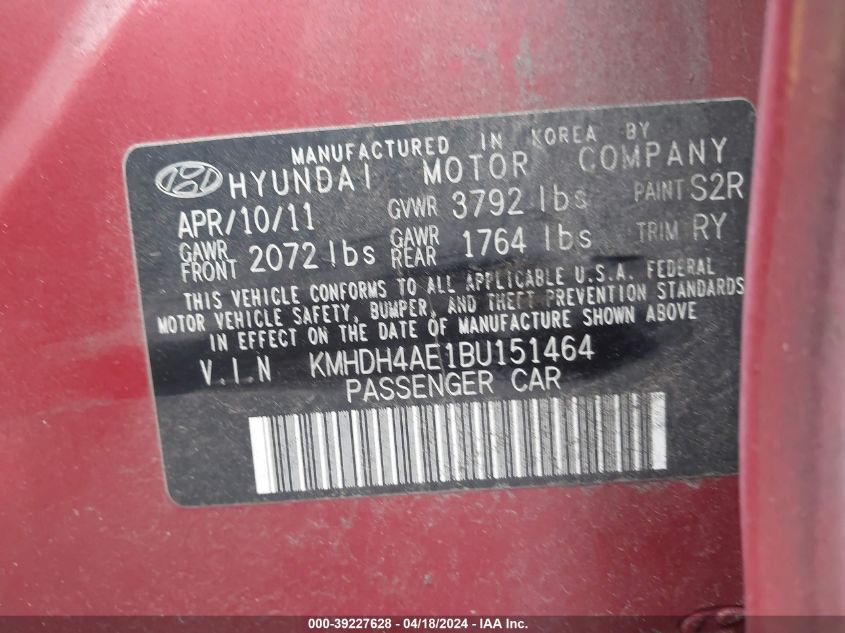 MANUFACTURED IN KOREA BY
HYUNDAI MOTOR COMPANY
APR/10/11 GVWR 3792 lbs PAINT S2R
GAWR FRONT 2072 lbs GAWR REAR 1764 lbs TRIM RY
THIS VEHICLE CONFORMS TO ALL APPLICABLE U.S.A. FEDERAL
MOTOR VEHICLE SAFETY, BUMPER, AND THEFT PREVENTION STANDARDS
IN EFFECT ON THE DATE OF MANUFACTURE SHOWN ABOVE
V.I.N KMHDH4AE1BU151464
PASSENGER CAR
000-39227628 - 04/18/2024 - IAA Inc.